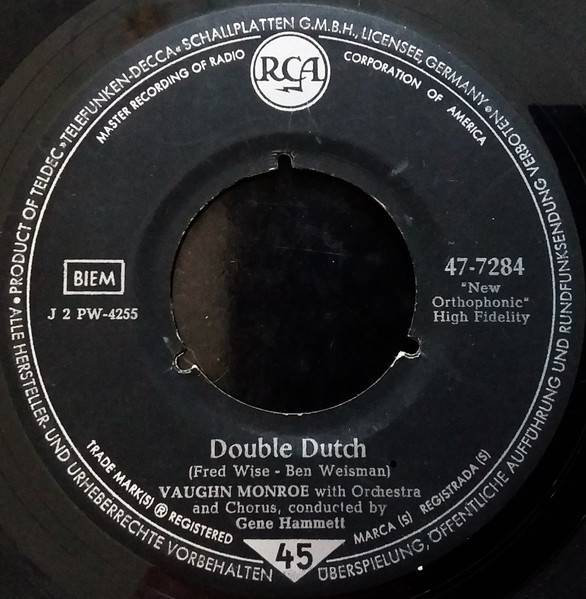 • PRODUCT OF TELDEC »TELEFUNKEN-DECCA« SCHALLPLATTEN G.M.B.H., LICENSEE, GERMANY •
MASTER RECORDING OF RADIO CORPORATION OF AMERICA
RCA
BIEM
J 2 PW-4255
47-7284
"New
Orthophonic"
High Fidelity
Double Dutch
(Fred Wise - Ben Weisman)
VAUGHN MONROE with Orchestra
and Chorus, conducted by
Gene Hammett
TRADE MARK(S) ® REGISTERED
MARCA (S) REGISTRADA (S)
45
ALLE HERSTELLER- UND URHEBERRECHTE VORBEHALTEN
ÜBERSPIELUNG, ÖFFENTLICHE AUFFÜHRUNG UND RUNDFUNKSENDUNG VERBOTEN